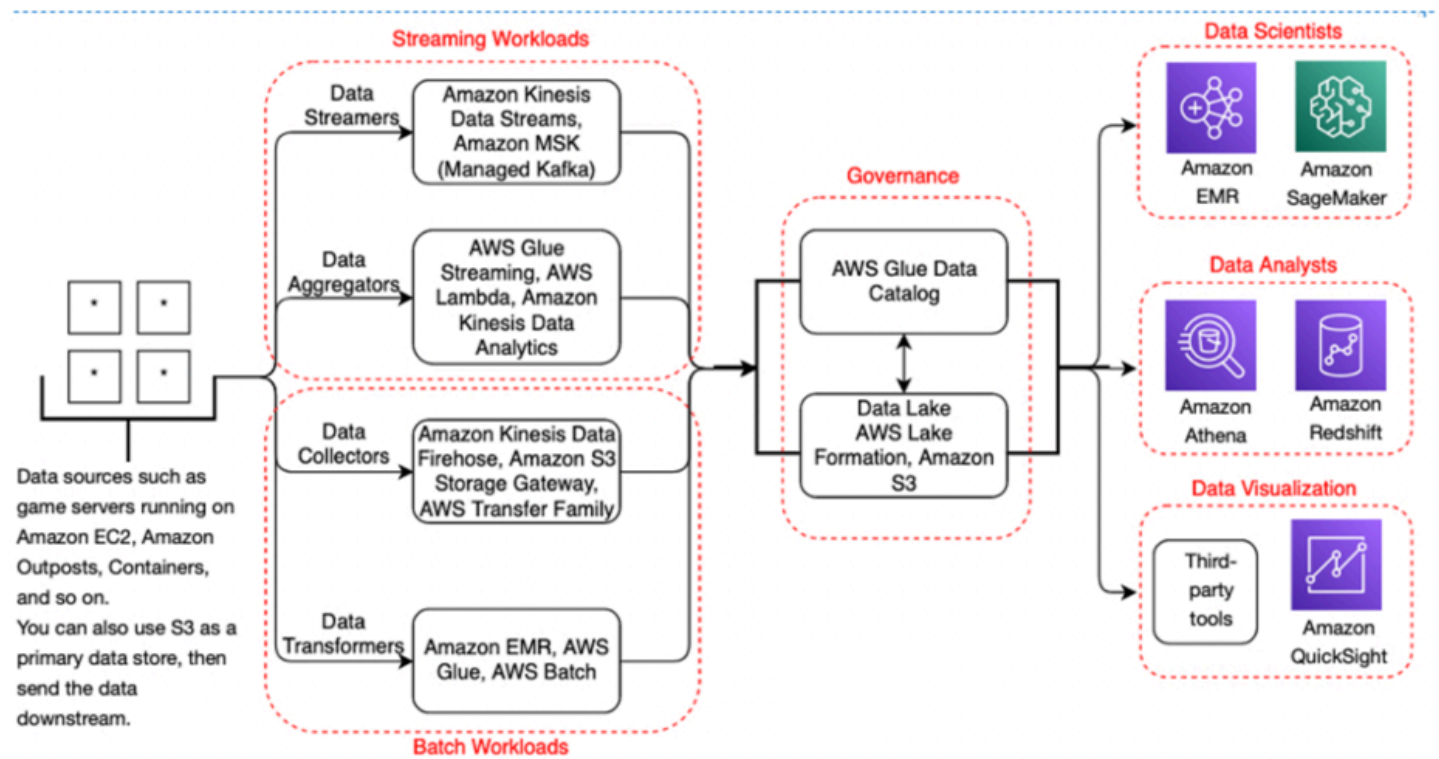 Streaming Workloads
Data
Streamers
Amazon Kinesis
Data Streams,
Amazon MSK
(Managed Kafka)
Data
Aggregators
AWS Glue
Streaming, AWS
Lambda, Amazon
Kinesis Data
Analytics
* *
* *
Data sources such as
game servers running on
Amazon EC2, Amazon
Outposts, Containers,
and so on.
You can also use S3 as a
primary data store, then
send the data
downstream.
Data
Collectors
Amazon Kinesis Data
Firehose, Amazon S3
Storage Gateway,
AWS Transfer Family
Data
Transformers
Amazon EMR, AWS
Glue, AWS Batch
Batch Workloads
Governance
AWS Glue Data
Catalog
Data Lake
AWS Lake
Formation, Amazon
S3
Data Scientists
Amazon
EMR
Amazon
SageMaker
Data Analysts
Amazon
Athena
Amazon
Redshift
Data Visualization
Third-
party
tools
Amazon
QuickSight